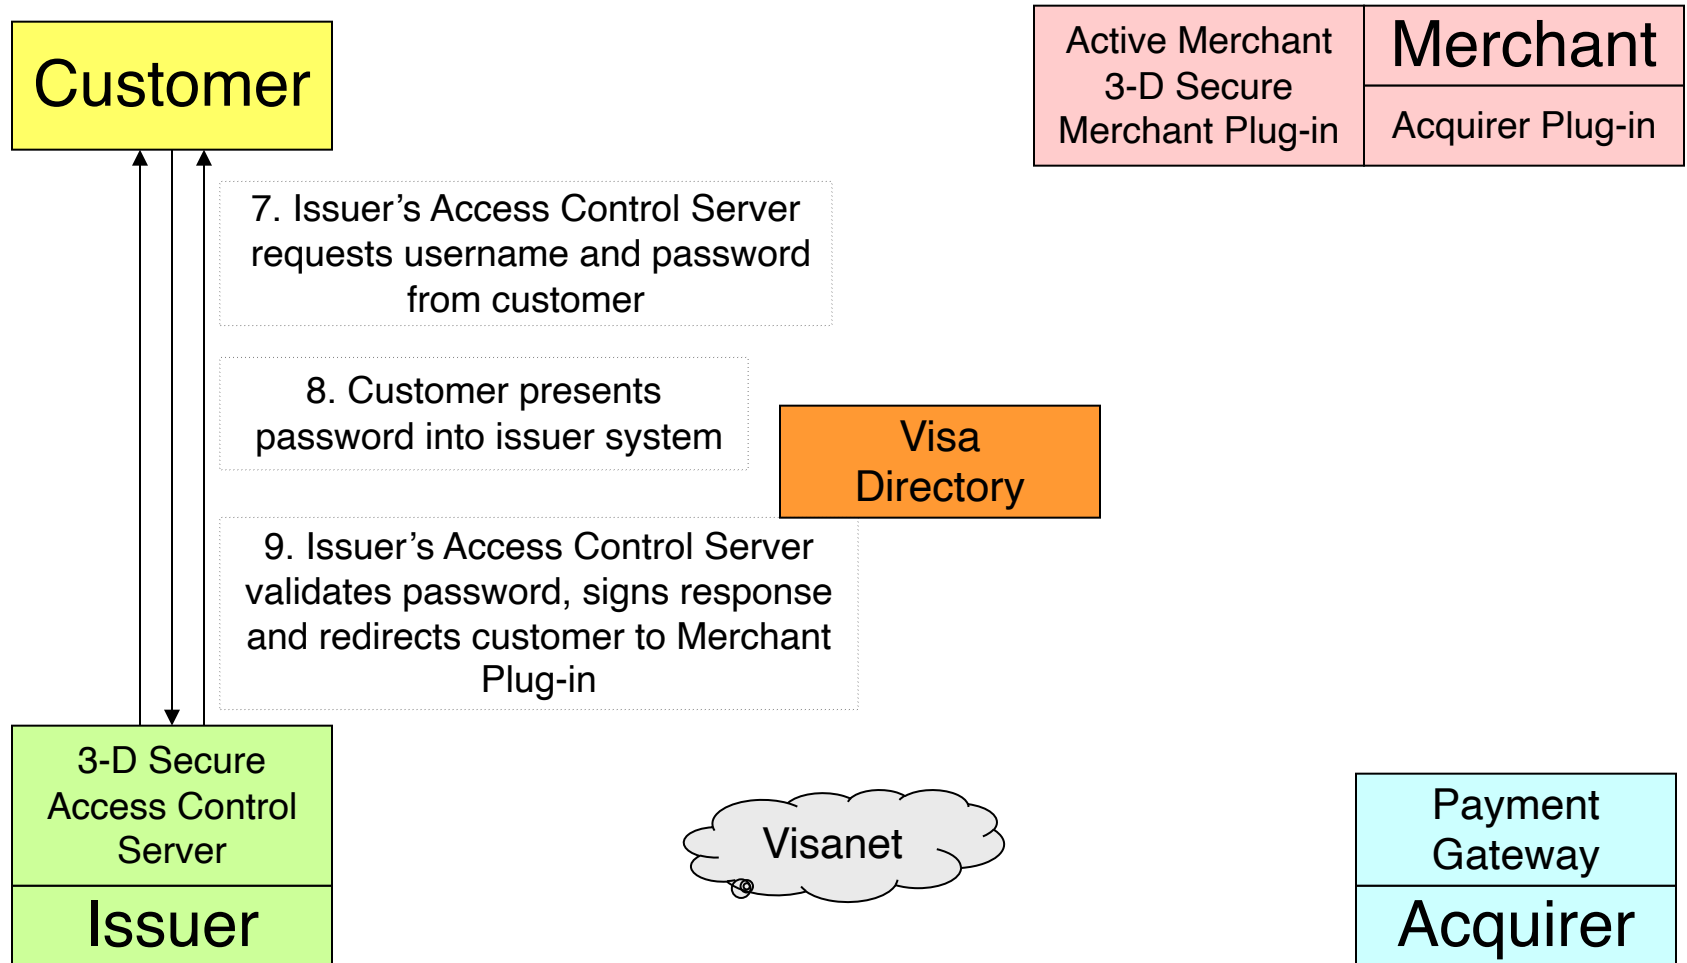 Customer
Active Merchant
3-D Secure
Merchant Plug-in
Merchant
Acquirer Plug-in
7. Issuer’s Access Control Server
requests username and password
from customer
8. Customer presents
password into issuer system
Visa
Directory
9. Issuer’s Access Control Server
validates password, signs response
and redirects customer to Merchant
Plug-in
3-D Secure
Access Control
Server
Issuer
Visanet
Payment
Gateway
Acquirer